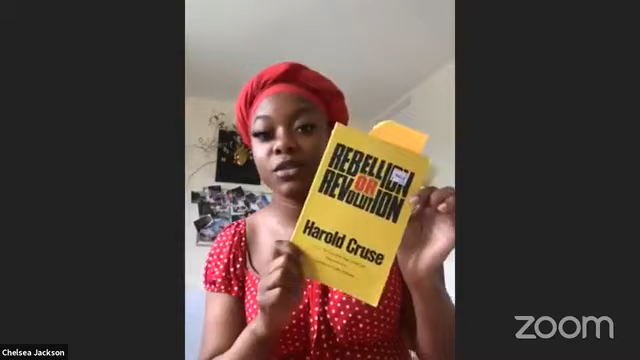 REBELLION
OR
REVOLUTION
Harold Cruse
Chelsea Jackson
zoom